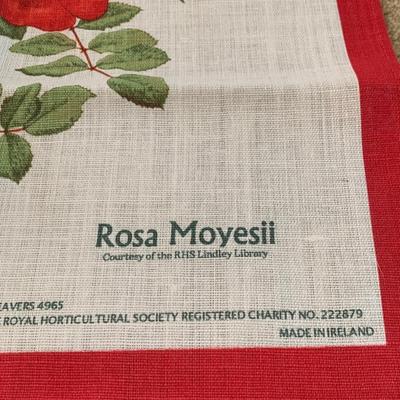 Rosa Moyesii
Courtesy of the RHS Lindley Library
4965
ROYAL HORTICULTURAL SOCIETY REGISTERED CHARITY NO. 222879
MADE IN IRELAND